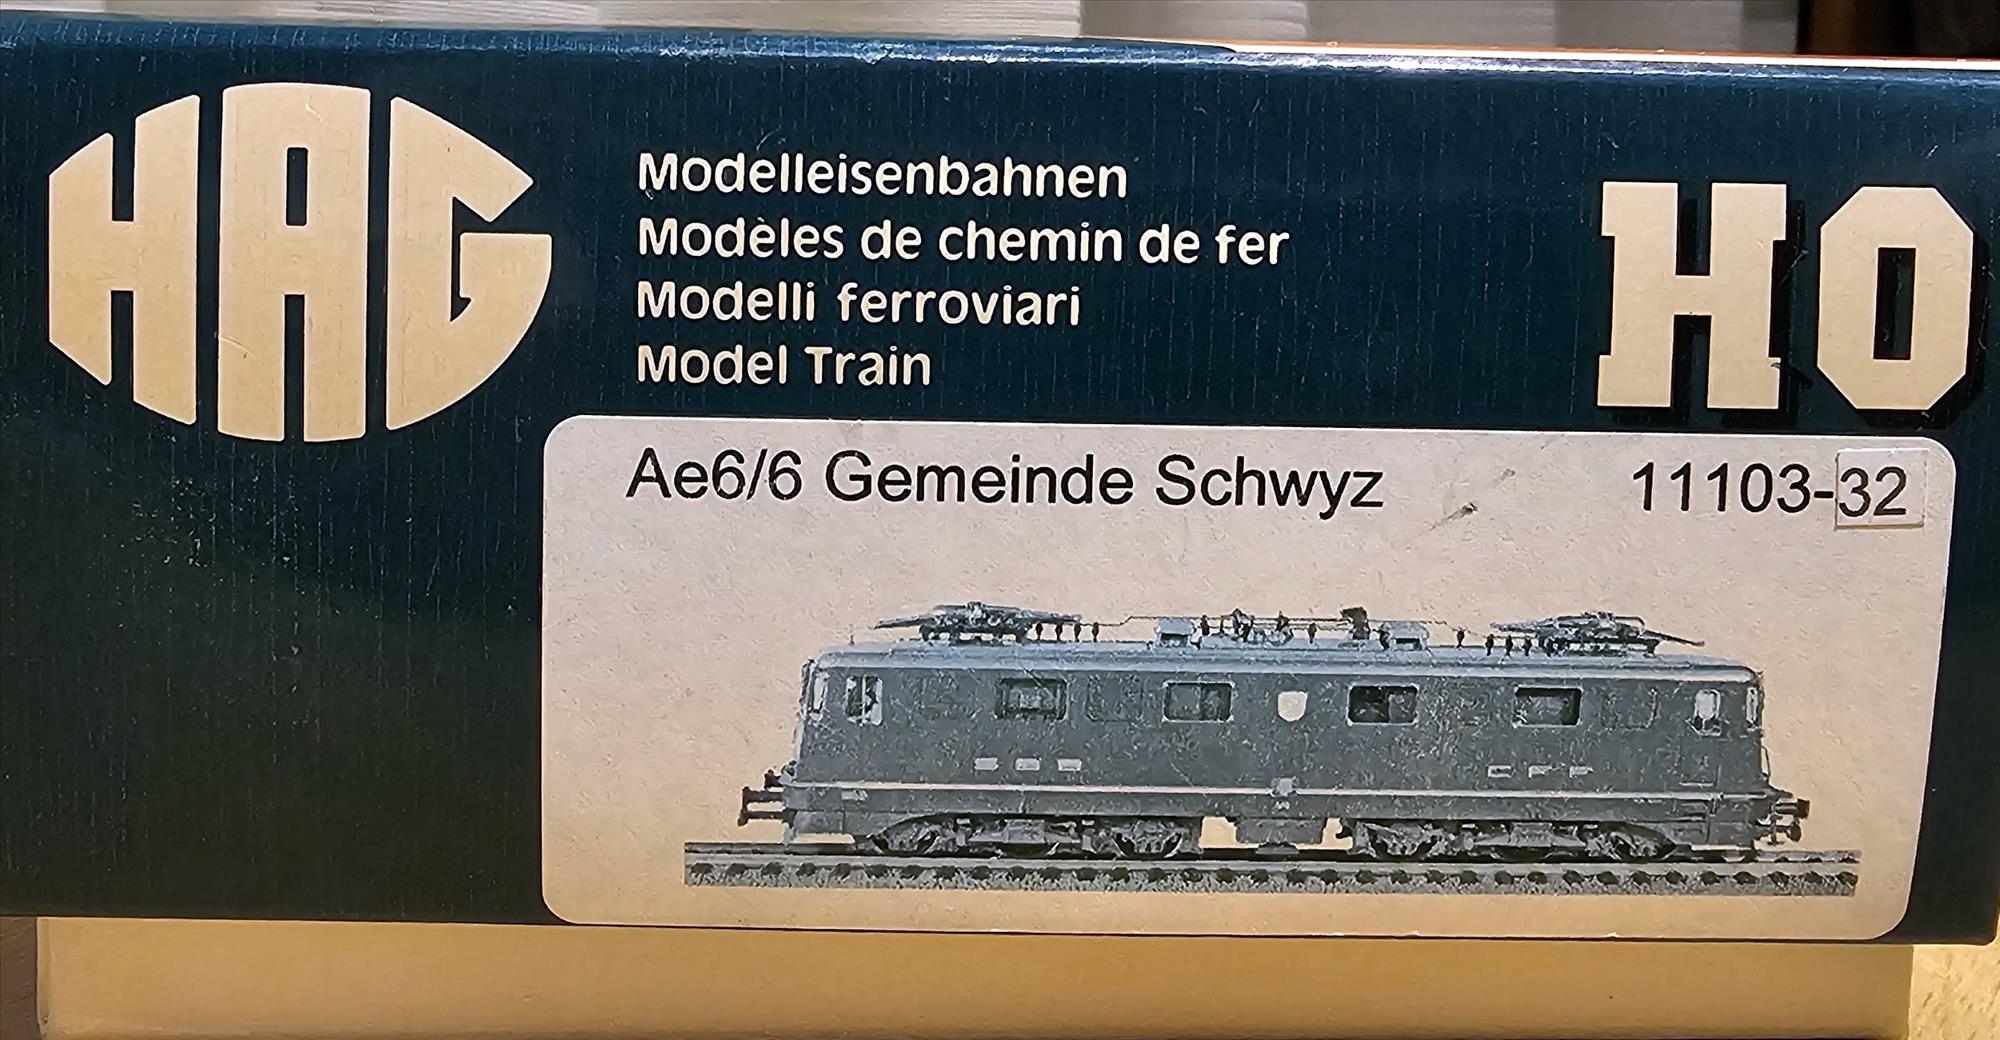 HAG
Modelleisenbahnen
Modèles de chemin de fer
Modelli ferroviari
Model Train
HO
Ae6/6 Gemeinde Schwyz 11103-32